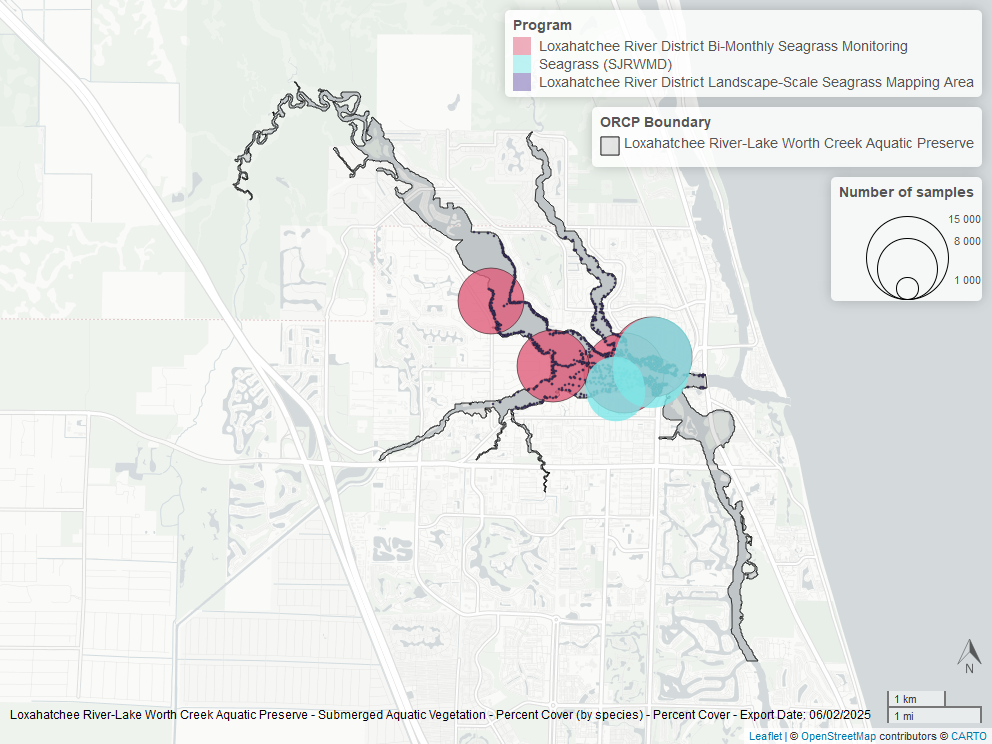 Program
Loxahatchee River District Bi-Monthly Seagrass Monitoring
Seagrass (SJRWMD)
Loxahatchee River District Landscape-Scale Seagrass Mapping Area
ORCP Boundary
Loxahatchee River-Lake Worth Creek Aquatic Preserve
Number of samples
15 000
8 000
1 000
N
1 km
1 mi
Loxahatchee River-Lake Worth Creek Aquatic Preserve - Submerged Aquatic Vegetation - Percent Cover (by species) - Percent Cover - Export Date: 06/02/2025
Leaflet | © OpenStreetMap contributors © CARTO